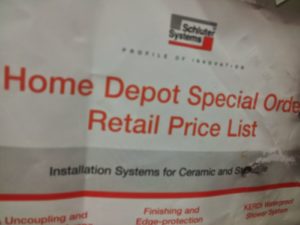 Schluter
Systems
PROFILE OF INNOVATION
Home Depot Special Orde
Retail Price List
Installation Systems for Ceramic and
Uncoupling and
Finishing and
Edge-protection
KERDI Waterproof
Shower System